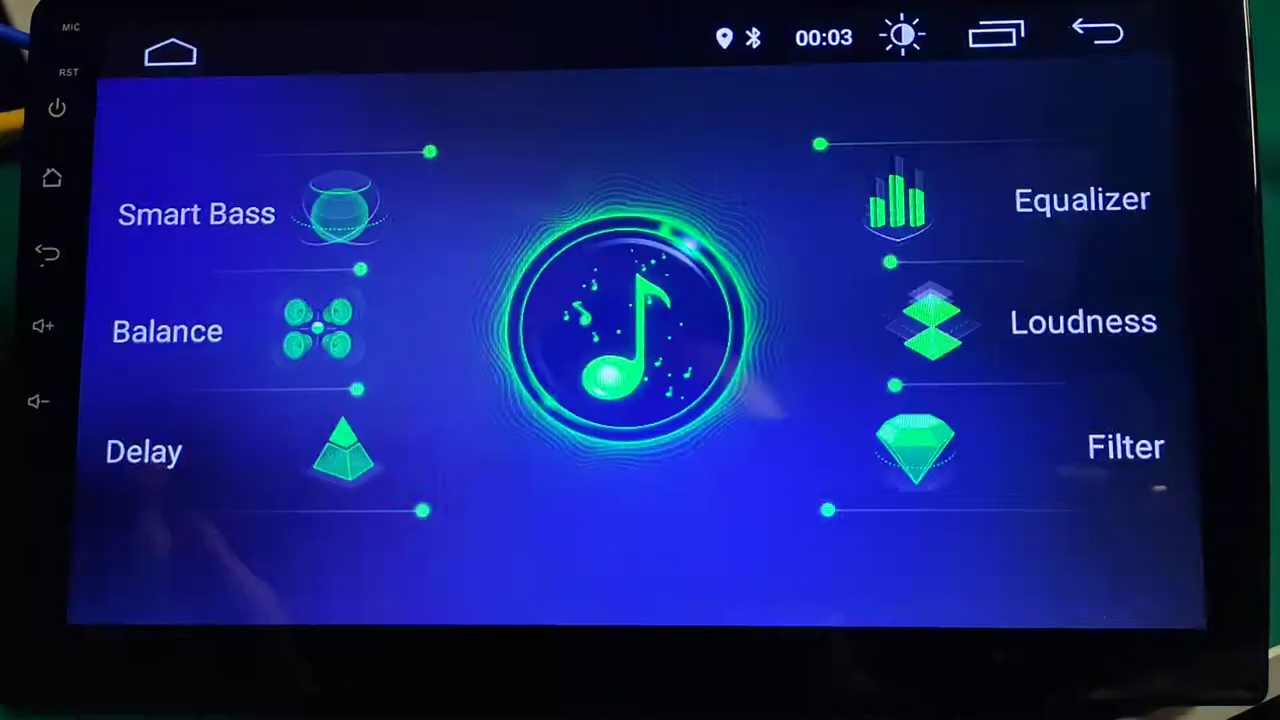 MIC
00:03
RST
Smart Bass
Equalizer
Balance
Loudness
Delay
Filter